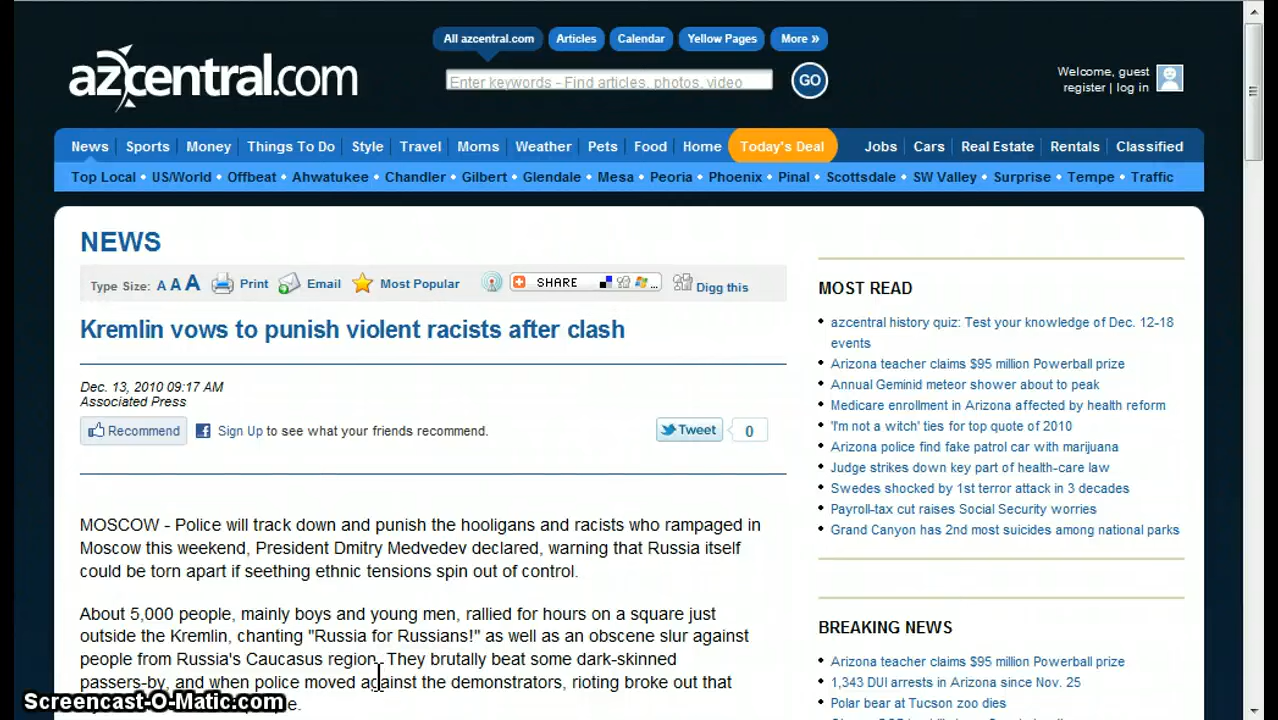 All azcentral.com Articles Calendar Yellow Pages More »
azcentral.com
Enter keywords - Find articles, photos, video GO
Welcome, guest
register | log in
News Sports Money Things To Do Style Travel Moms Weather Pets Food Home Today's Deal Jobs Cars Real Estate Rentals Classified
Top Local • US/World • Offbeat • Ahwatukee • Chandler • Gilbert • Glendale • Mesa • Peoria • Phoenix • Pinal • Scottsdale • SW Valley • Surprise • Tempe • Traffic
NEWS
Type Size: A A A Print Email Most Popular SHARE ... Digg this
Kremlin vows to punish violent racists after clash
Dec. 13, 2010 09:17 AM
Associated Press
Recommend Sign Up to see what your friends recommend. Tweet 0
MOSCOW - Police will track down and punish the hooligans and racists who rampaged in
Moscow this weekend, President Dmitry Medvedev declared, warning that Russia itself
could be torn apart if seething ethnic tensions spin out of control.
About 5,000 people, mainly boys and young men, rallied for hours on a square just
outside the Kremlin, chanting "Russia for Russians!" as well as an obscene slur against
people from Russia's Caucasus region. They brutally beat some dark-skinned
passers-by, and when police moved against the demonstrators, rioting broke out that
MOST READ
• azcentral history quiz: Test your knowledge of Dec. 12-18
events
• Arizona teacher claims $95 million Powerball prize
• Annual Geminid meteor shower about to peak
• Medicare enrollment in Arizona affected by health reform
• 'I'm not a witch' ties for top quote of 2010
• Arizona police find fake patrol car with marijuana
• Judge strikes down key part of health-care law
• Swedes shocked by 1st terror attack in 3 decades
• Payroll-tax cut raises Social Security worries
• Grand Canyon has 2nd most suicides among national parks
BREAKING NEWS
• Arizona teacher claims $95 million Powerball prize
• 1,343 DUI arrests in Arizona since Nov. 25
• Polar bear at Tucson zoo dies
Screencast-O-Matic.com